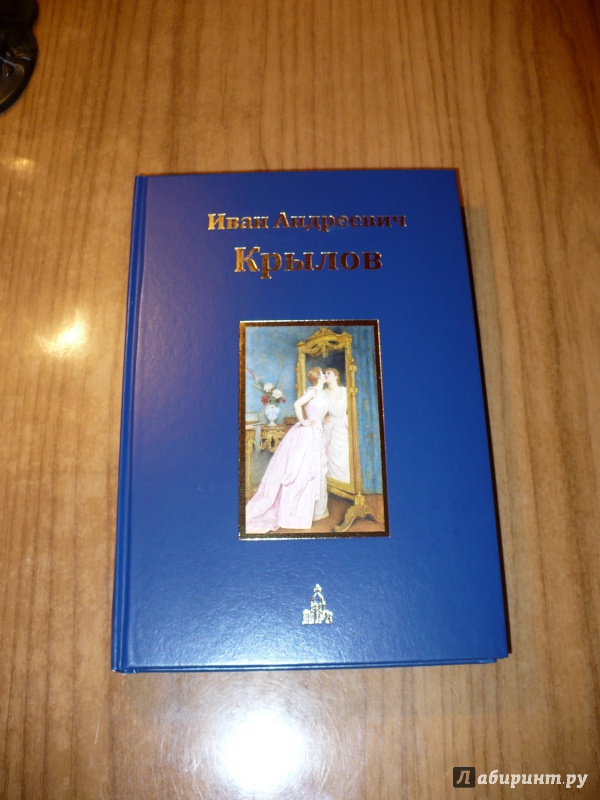 Иван Андреевич
Крылов
Лабиринт.ру